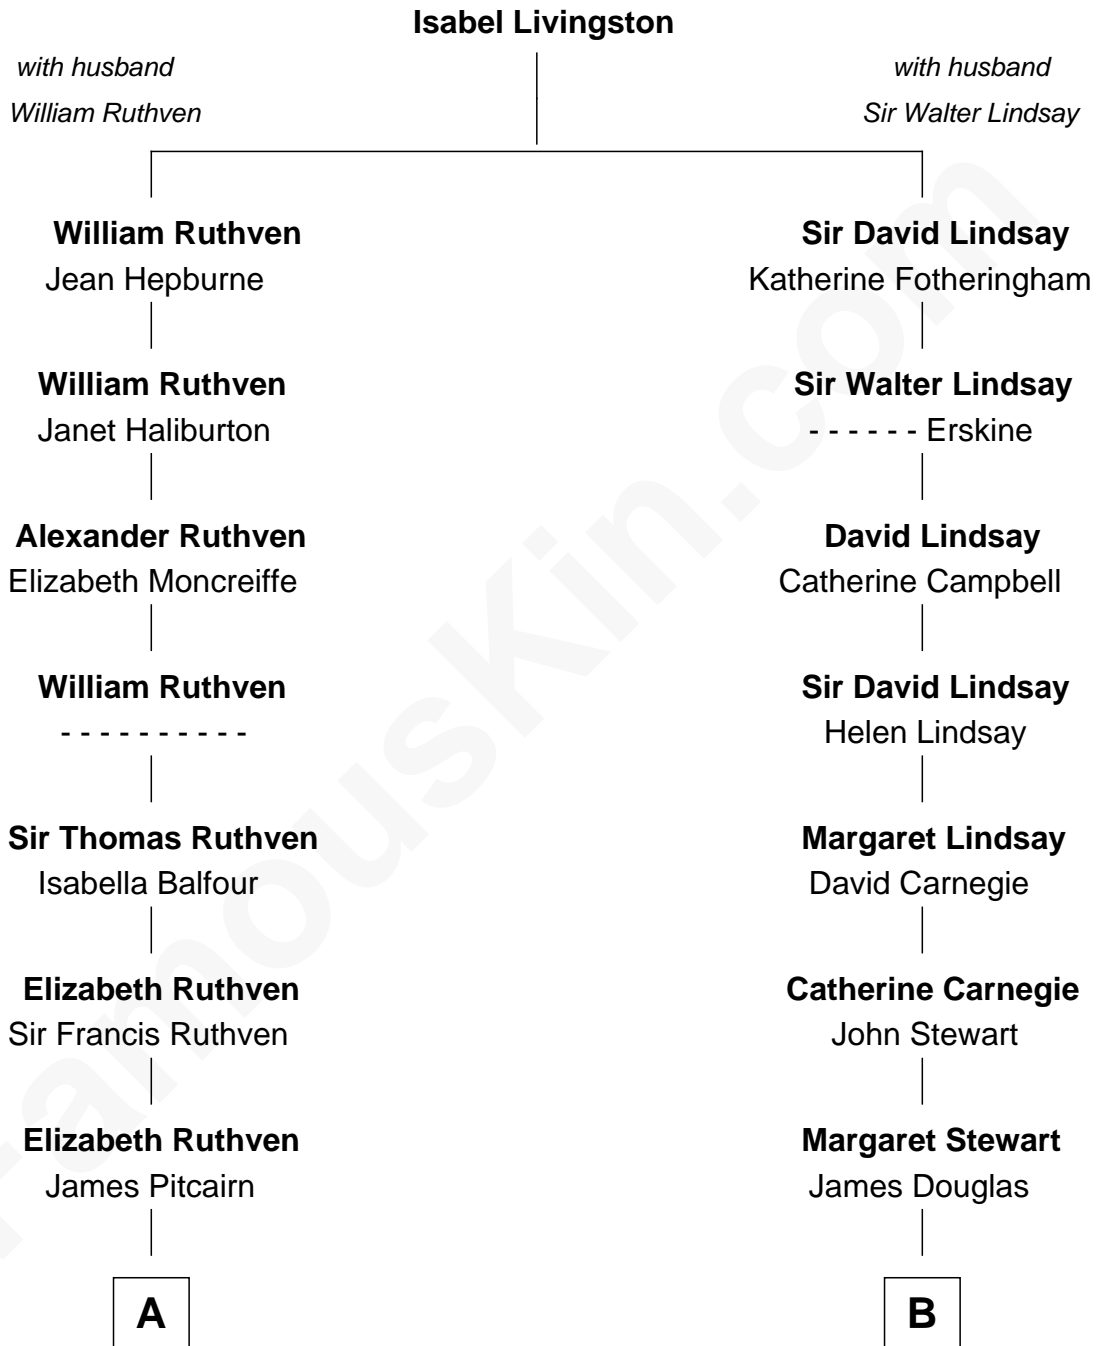 Isabel Livingston
with husband
William Ruthven
with husband
Sir Walter Lindsay
William Ruthven
Jean Hepburne
Sir David Lindsay
Katherine Fotheringham
William Ruthven
Janet Haliburton
Sir Walter Lindsay
- - - - - - Erskine
Alexander Ruthven
Elizabeth Moncreiffe
David Lindsay
Catherine Campbell
William Ruthven
- - - - - - - - - -
Sir David Lindsay
Helen Lindsay
Sir Thomas Ruthven
Isabella Balfour
Margaret Lindsay
David Carnegie
Elizabeth Ruthven
Sir Francis Ruthven
Catherine Carnegie
John Stewart
Elizabeth Ruthven
James Pitcairn
Margaret Stewart
James Douglas
A
B
FamousKin.com